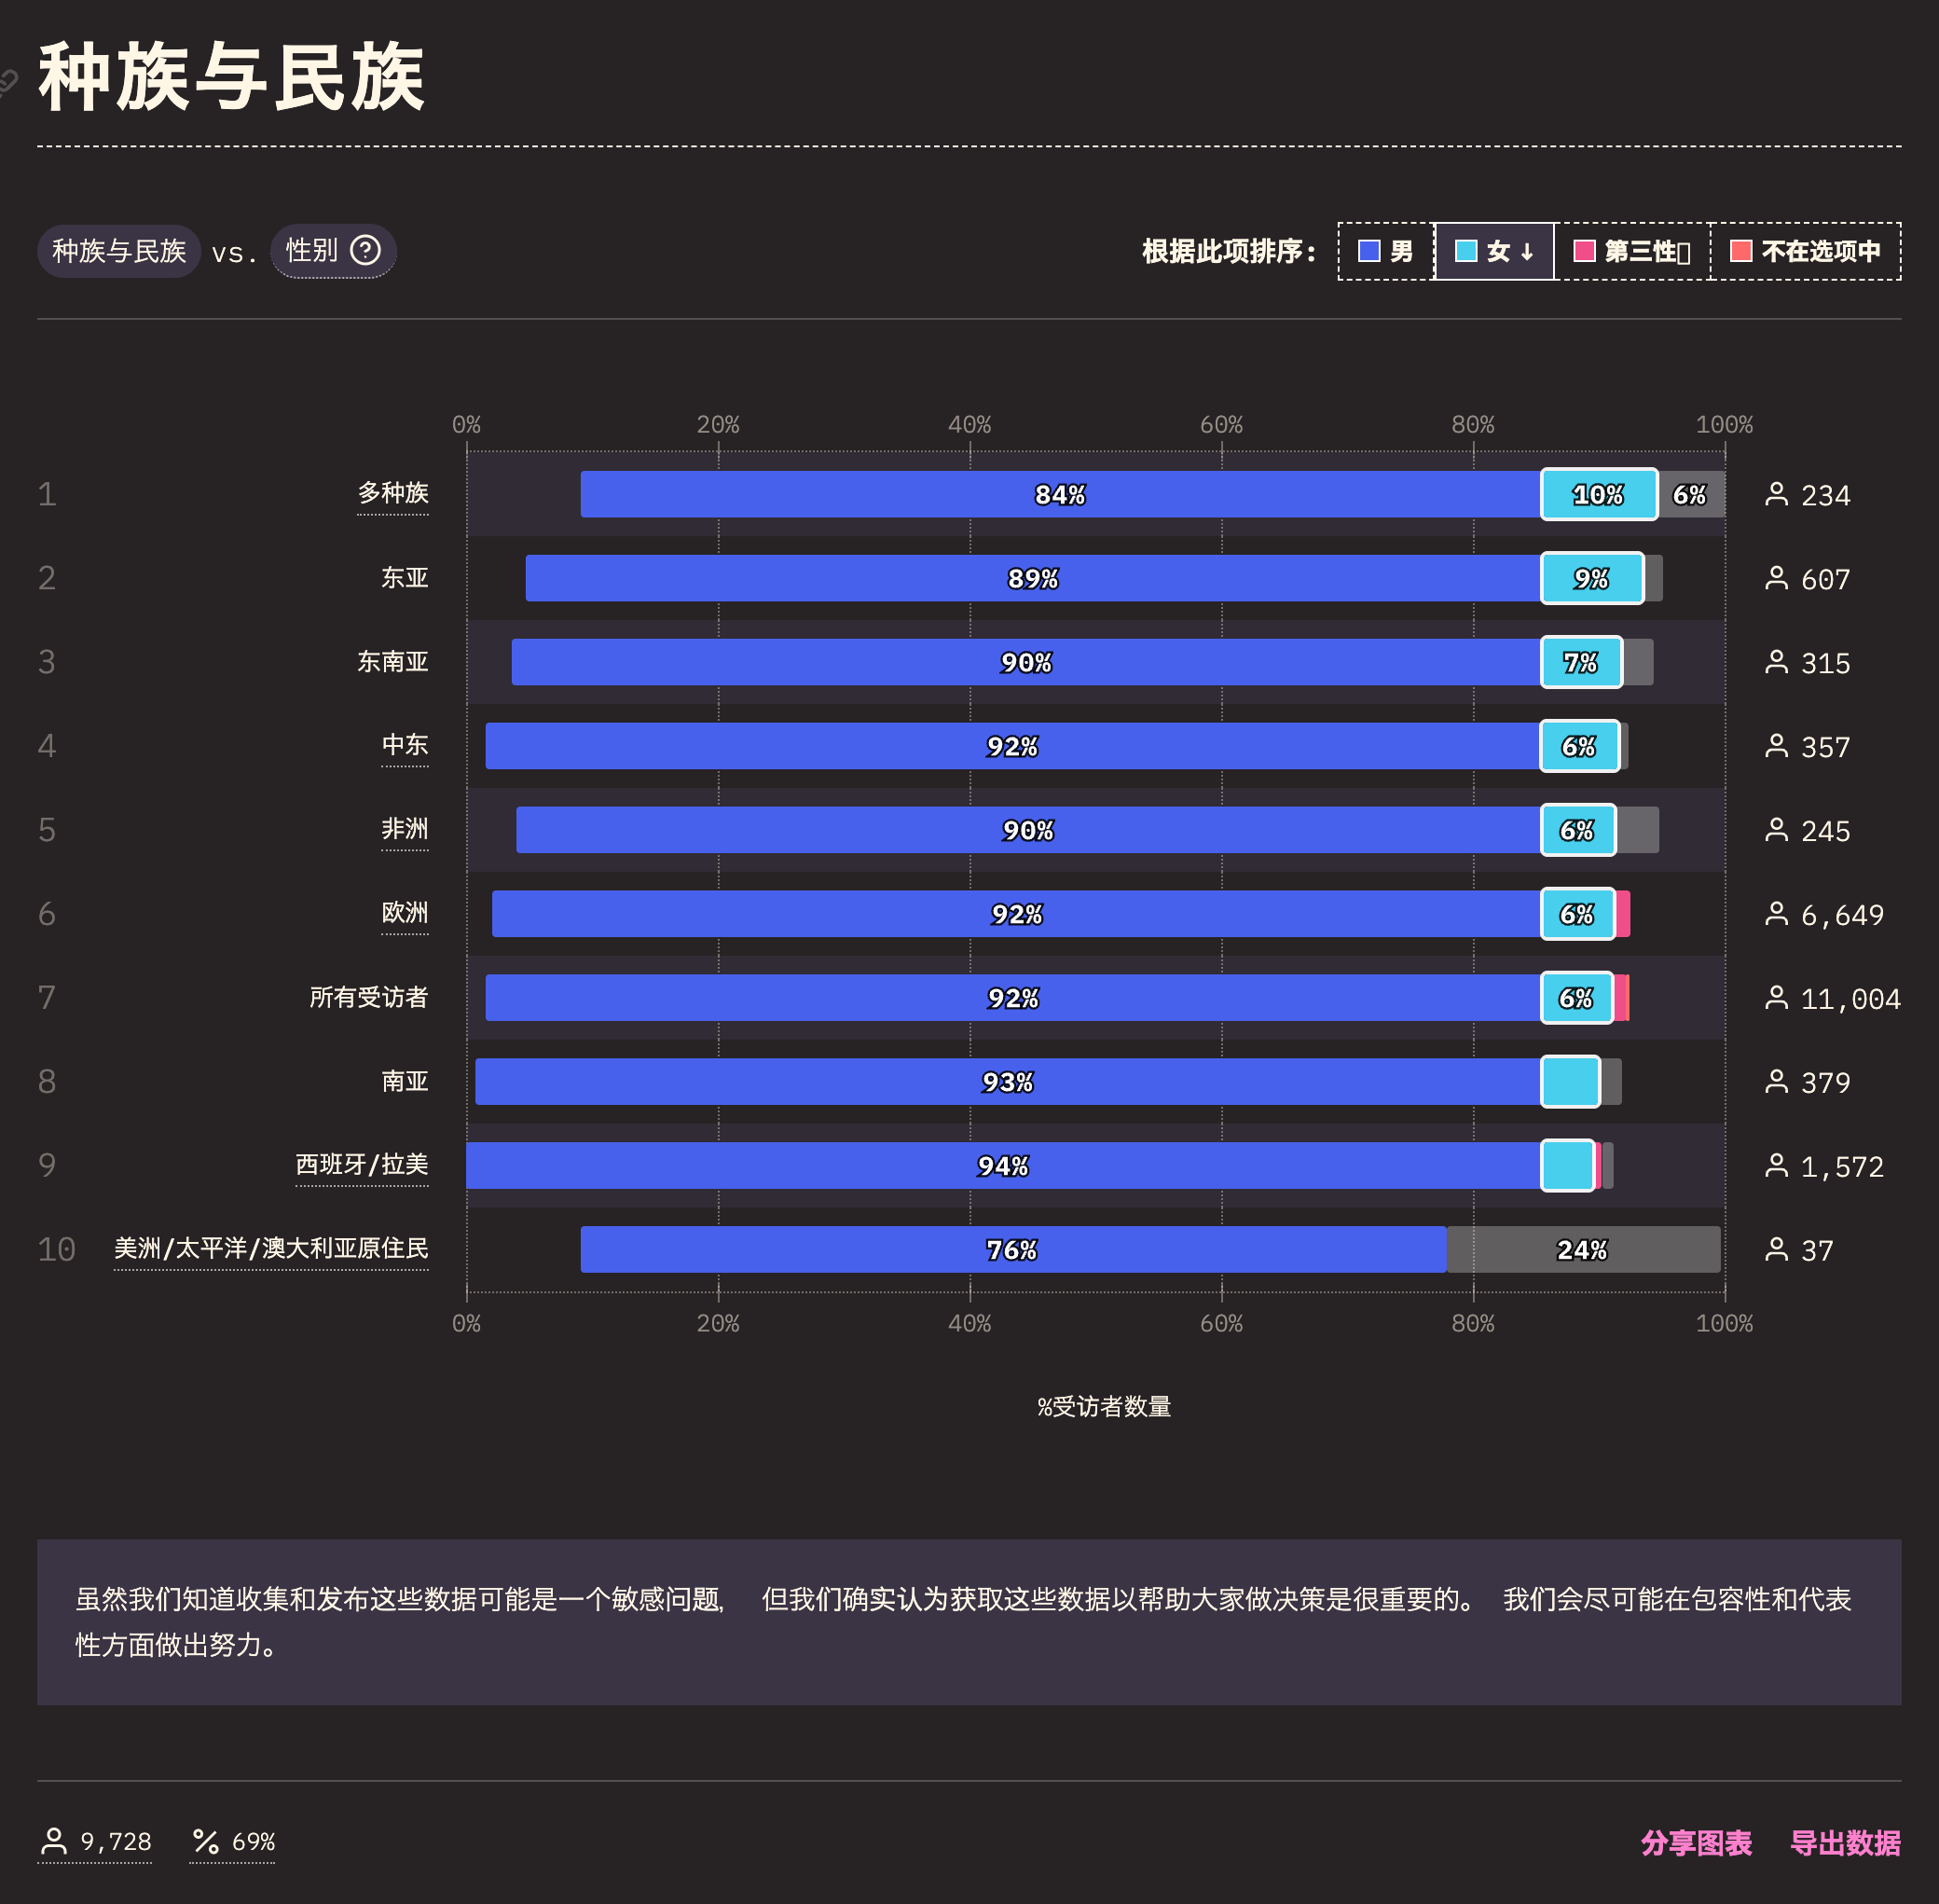 种族与民族
种族与民族 vs. 性别 ?
根据此项排序: 男 女 ↓ 第三性 不在选项中
0% 20% 40% 60% 80% 100%
1 多种族 84% 10% 6% 234
2 东亚 89% 9% 607
3 东南亚 90% 7% 315
4 中东 92% 6% 357
5 非洲 90% 6% 245
6 欧洲 92% 6% 6,649
7 所有受访者 92% 6% 11,004
8 南亚 93% 379
9 西班牙/拉美 94% 1,572
10 美洲/太平洋/澳大利亚原住民 76% 24% 37
0% 20% 40% 60% 80% 100%
%受访者数量
虽然我们知道收集和发布这些数据可能是一个敏感问题, 但我们确实认为获取这些数据以帮助大家做决策是很重要的。 我们会尽可能在包容性和代表
性方面做出努力。
9,728 % 69% 分享图表 导出数据